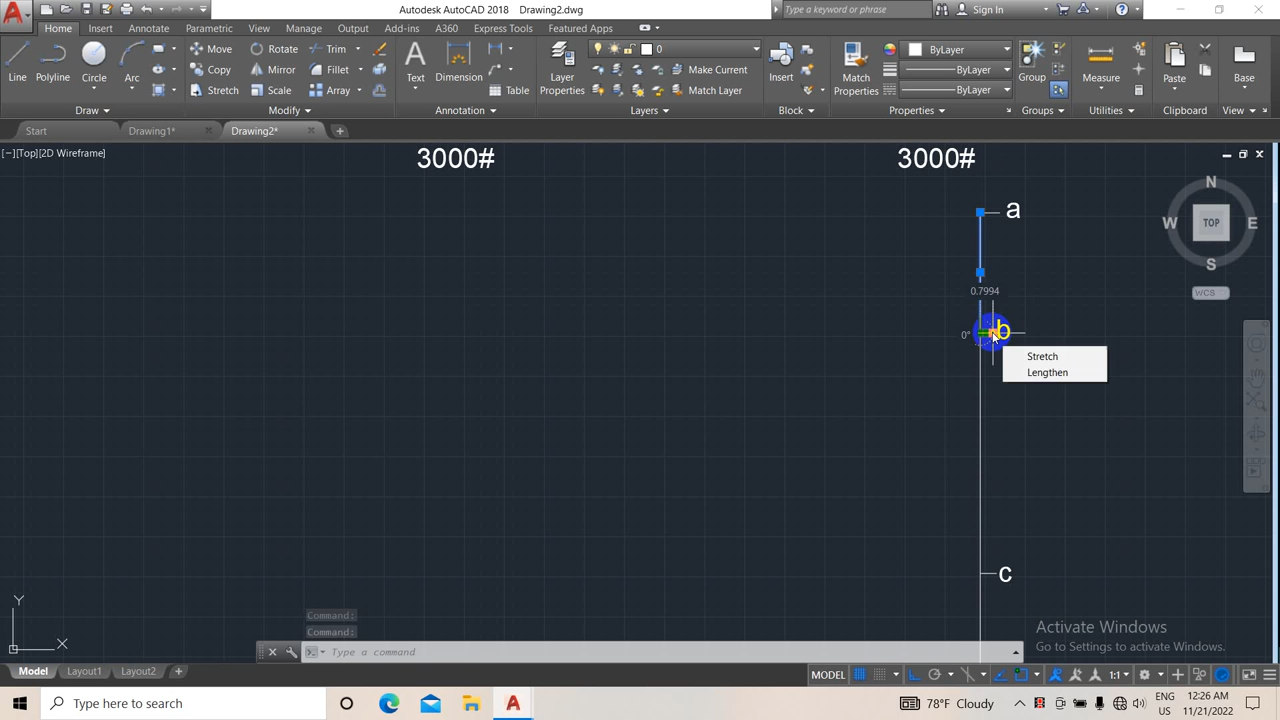 Autodesk AutoCAD 2018 Drawing2.dwg
Type a keyword or phrase
Sign In
Home Insert Annotate Parametric View Manage Output Add-ins A360 Express Tools Featured Apps
Line
Polyline
Circle
Arc
Move
Rotate
Trim
Copy
Mirror
Fillet
Stretch
Scale
Array
Text
Dimension
Table
Layer
Properties
0
Make Current
Match Layer
Insert
Match
Properties
ByLayer
ByLayer
ByLayer
Group
Measure
Paste
Base
Draw
Modify
Annotation
Layers
Block
Properties
Groups
Utilities
Clipboard
View
Start
Drawing1*
Drawing2*
[−][Top][2D Wireframe]
3000#
3000#
a
0.7994
0°
b
Stretch
Lengthen
c
N
W
TOP
E
S
WCS
Y
X
Command:
Command:
Type a command
Activate Windows
Go to Settings to activate Windows.
Model
Layout1
Layout2
MODEL
1:1
Type here to search
78°F Cloudy
ENG
US
12:26 AM
11/21/2022